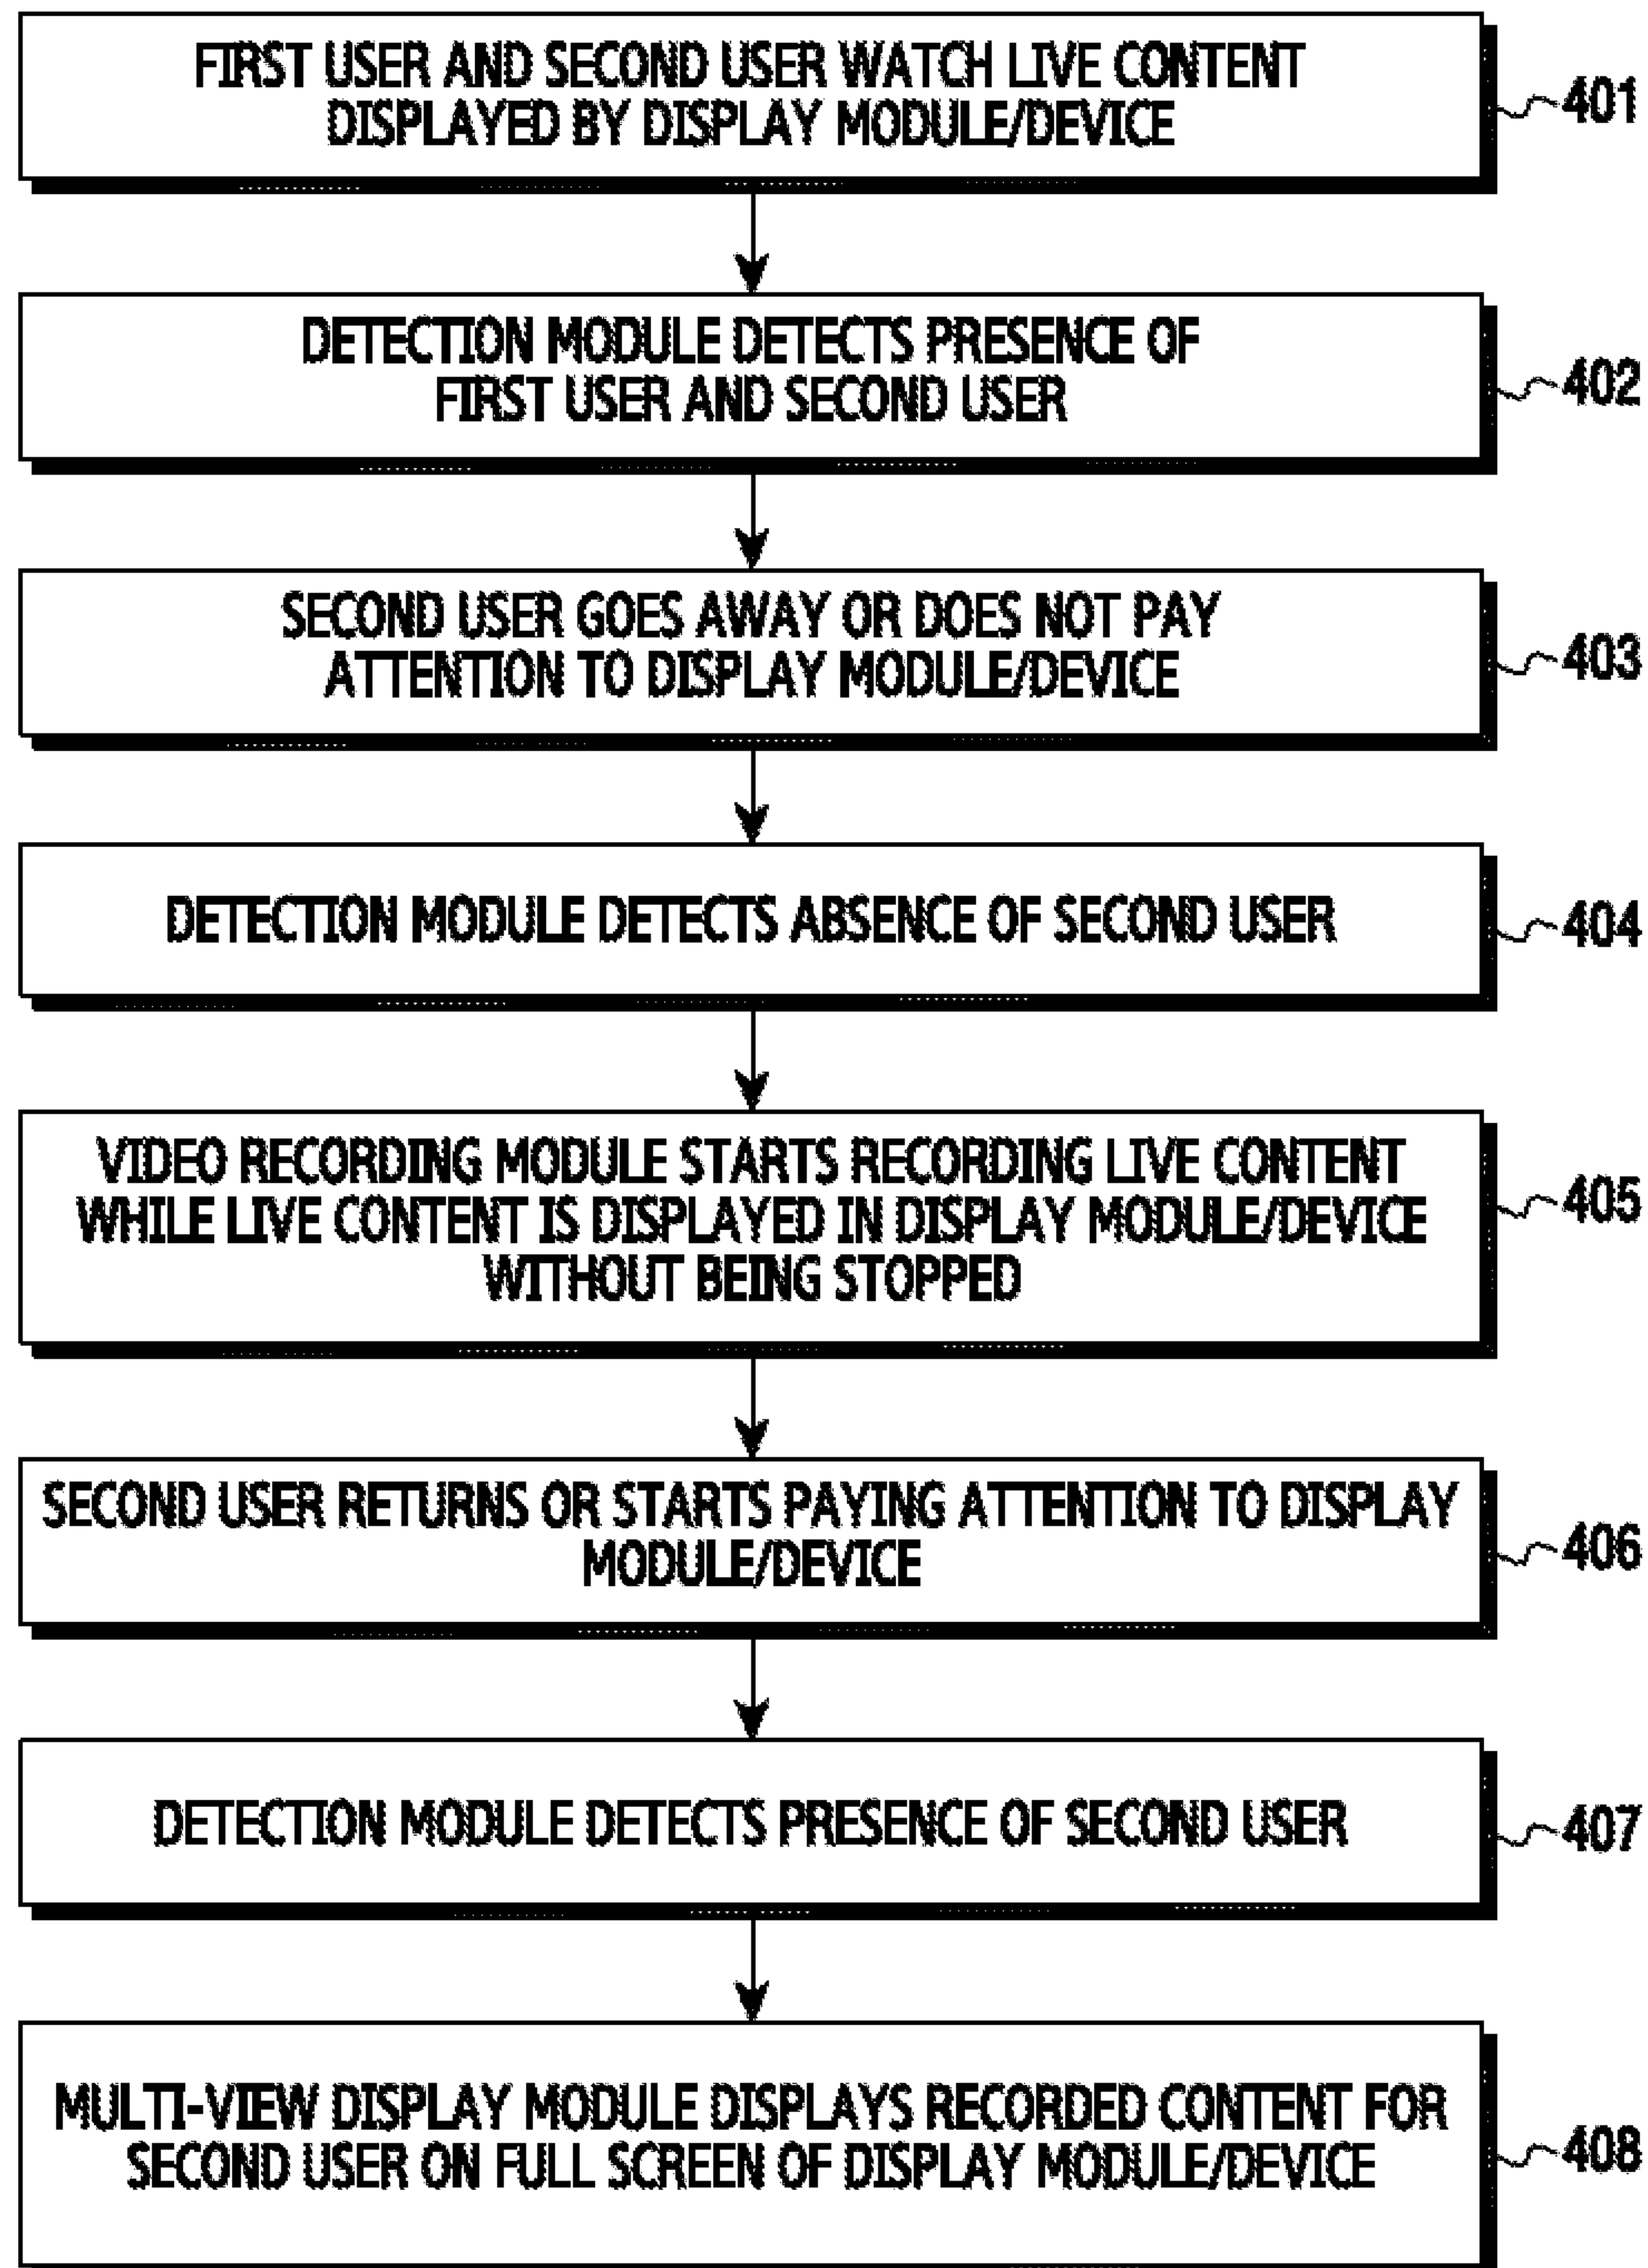 FIRST USER AND SECOND USER WATCH LIVE CONTENT
DISPLAYED BY DISPLAY MODULE/DEVICE
401
DETECTION MODULE DETECTS PRESENCE OF
FIRST USER AND SECOND USER
402
SECOND USER GOES AWAY OR DOES NOT PAY
ATTENTION TO DISPLAY MODULE/DEVICE
403
DETECTION MODULE DETECTS ABSENCE OF SECOND USER
404
VIDEO RECORDING MODULE STARTS RECORDING LIVE CONTENT
WHILE LIVE CONTENT IS DISPLAYED IN DISPLAY MODULE/DEVICE
WITHOUT BEING STOPPED
405
SECOND USER RETURNS OR STARTS PAYING ATTENTION TO DISPLAY
MODULE/DEVICE
406
DETECTION MODULE DETECTS PRESENCE OF SECOND USER
407
MULTI-VIEW DISPLAY MODULE DISPLAYS RECORDED CONTENT FOR
SECOND USER ON FULL SCREEN OF DISPLAY MODULE/DEVICE
408